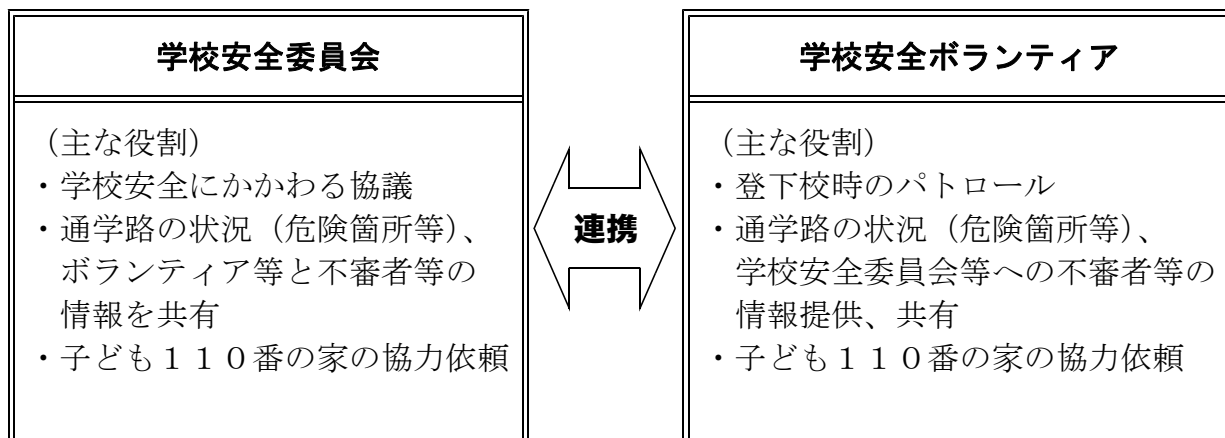 学校安全委員会
（主な役割）
・学校安全にかかわる協議
・通学路の状況（危険箇所等）、
ボランティア等と不審者等の
情報を共有
・子ども１１０番の家の協力依頼
連携
学校安全ボランティア
（主な役割）
・登下校時のパトロール
・通学路の状況（危険箇所等）、
学校安全委員会等への不審者等の
情報提供、共有
・子ども１１０番の家の協力依頼